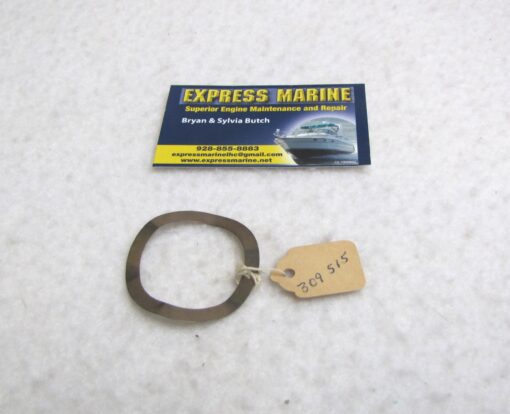 EXPRESS MARINE
Superior Engine Maintenance and Repair
Bryan & Sylvia Butch
928-855-8883
expressmarinelhc@gmail.com
www.expressmarine.net
309 515